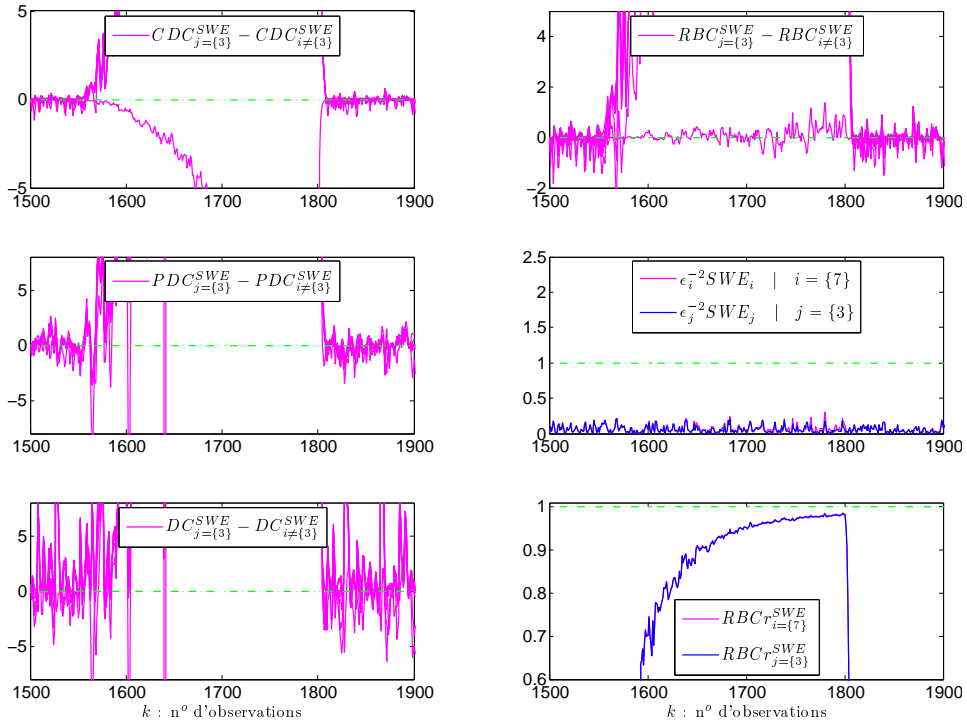 5
0
−5
1500 1600 1700 1800 1900
CDC^{SWE}_{j={3}} − CDC^{SWE}_{i≠{3}}
4
2
0
−2
1500 1600 1700 1800 1900
RBC^{SWE}_{j={3}} − RBC^{SWE}_{i≠{3}}
5
0
−5
1500 1600 1700 1800 1900
PDC^{SWE}_{j={3}} − PDC^{SWE}_{i≠{3}}
2.5
2
1.5
1
0.5
0
1500 1600 1700 1800 1900
ϵ_i^{−2}SWE_i | i = {7}
ϵ_j^{−2}SWE_j | j = {3}
5
0
−5
1500 1600 1700 1800 1900
DC^{SWE}_{j={3}} − DC^{SWE}_{i≠{3}}
k : n^o d'observations
1
0.9
0.8
0.7
0.6
1500 1600 1700 1800 1900
RBCr^{SWE}_{i={7}}
RBCr^{SWE}_{j={3}}
k : n^o d'observations